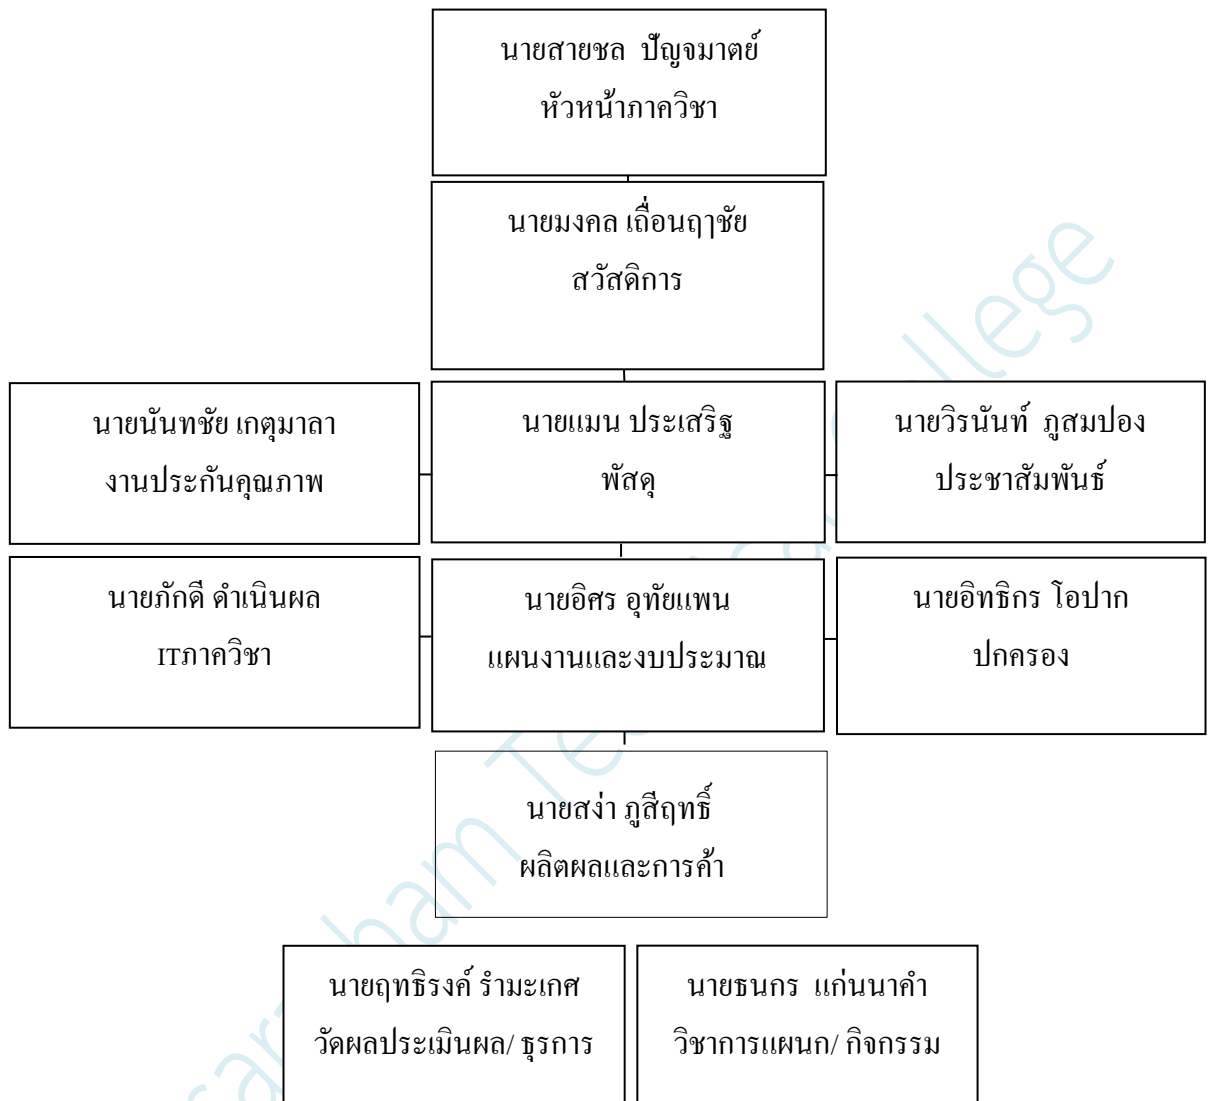 นายสายชล ปัญจมาตย์
หัวหน้าภาควิชา
นายมงคล เถื่อนฤๅชัย
สวัสดิการ
นายนันทชัย เกตุมาลา
งานประกันคุณภาพ
นายแมน ประเสริฐ
พัสดุ
นายวิรนันท์ ภูสมปอง
ประชาสัมพันธ์
นายภักดี ดำเนินผล
ITภาควิชา
นายอิศร อุทัยแพน
แผนงานและงบประมาณ
นายอิทธิกร โอปาก
ปกครอง
นายสง่า ภูสีฤทธิ์
ผลิตผลและการค้า
นายฤทธิรงค์ รำมะเกศ
วัดผลประเมินผล/ ธุรการ
นายธนกร แก่นนาคำ
วิชาการแผนก/ กิจกรรม